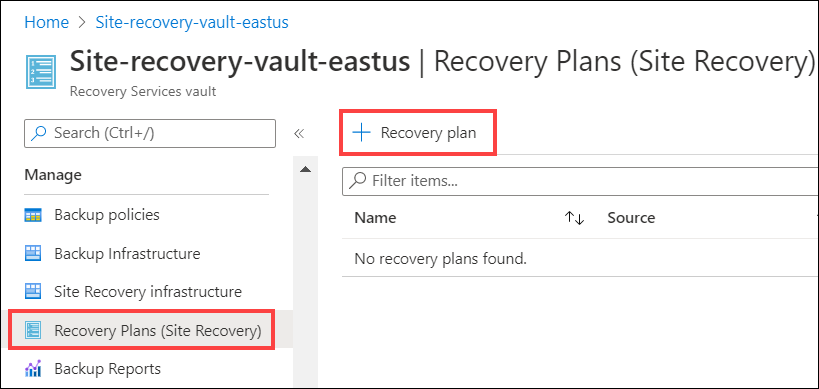 Home > Site-recovery-vault-eastus
Site-recovery-vault-eastus | Recovery Plans (Site Recovery)
Recovery Services vault
Search (Ctrl+/)
«
+ Recovery plan
Manage
Filter items...
Backup policies
Name
Source
Backup Infrastructure
No recovery plans found.
Site Recovery infrastructure
Recovery Plans (Site Recovery)
Backup Reports